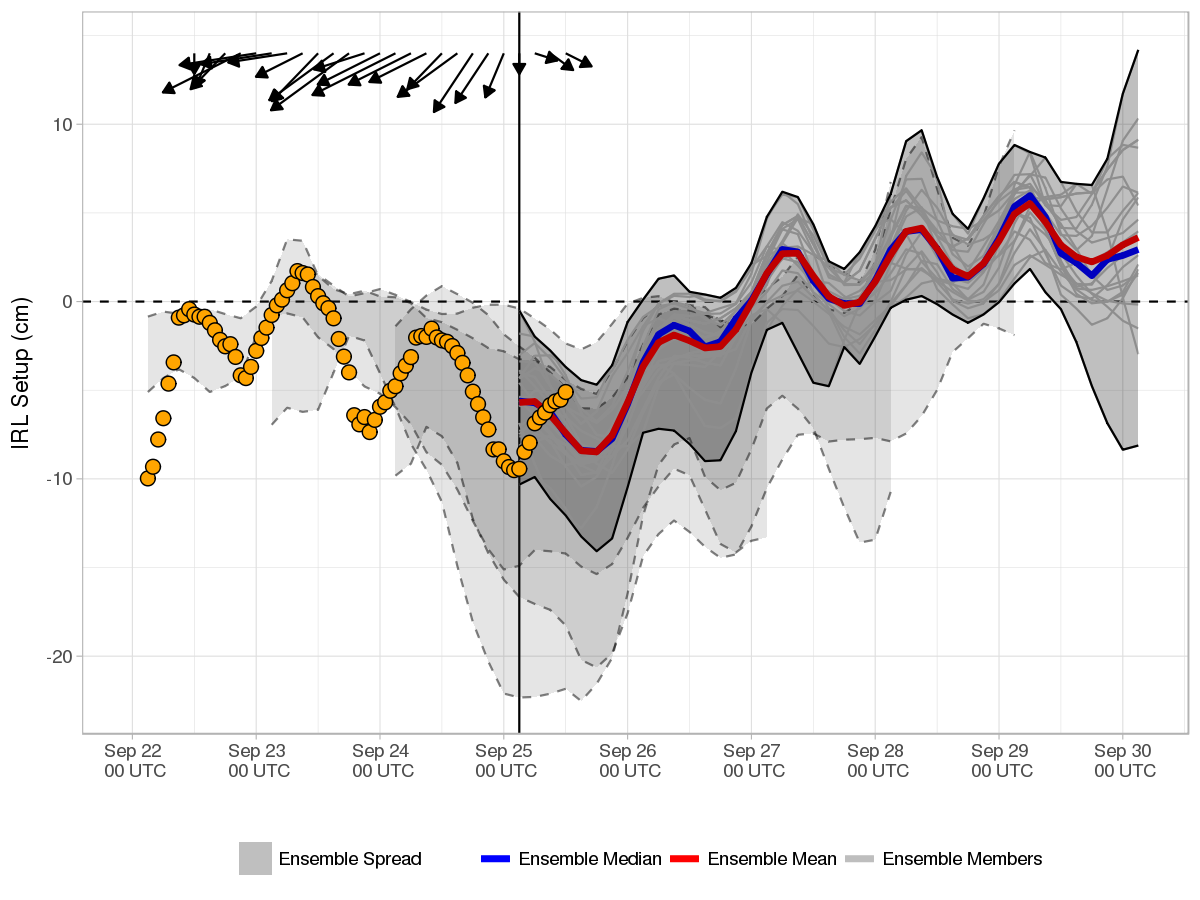 IRL Setup (cm)
10
0
-10
-20
Sep 22 Sep 23 Sep 24 Sep 25 Sep 26 Sep 27 Sep 28 Sep 29 Sep 30
00 UTC 00 UTC 00 UTC 00 UTC 00 UTC 00 UTC 00 UTC 00 UTC 00 UTC
Ensemble Spread Ensemble Median Ensemble Mean Ensemble Members